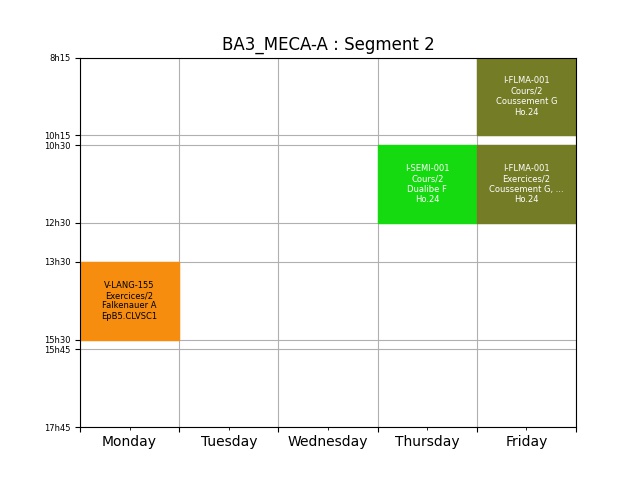 BA3_MECA-A : Segment 2
8h15
I-FLMA-001
Cours/2
Coussement G
Ho.24
10h15
10h30
I-SEMI-001
Cours/2
Dualibe F
Ho.24
I-FLMA-001
Exercices/2
Coussement G, ...
Ho.24
12h30
13h30
V-LANG-155
Exercices/2
Falkenauer A
EpB5.CLVSC1
15h30
15h45
17h45
Monday Tuesday Wednesday Thursday Friday